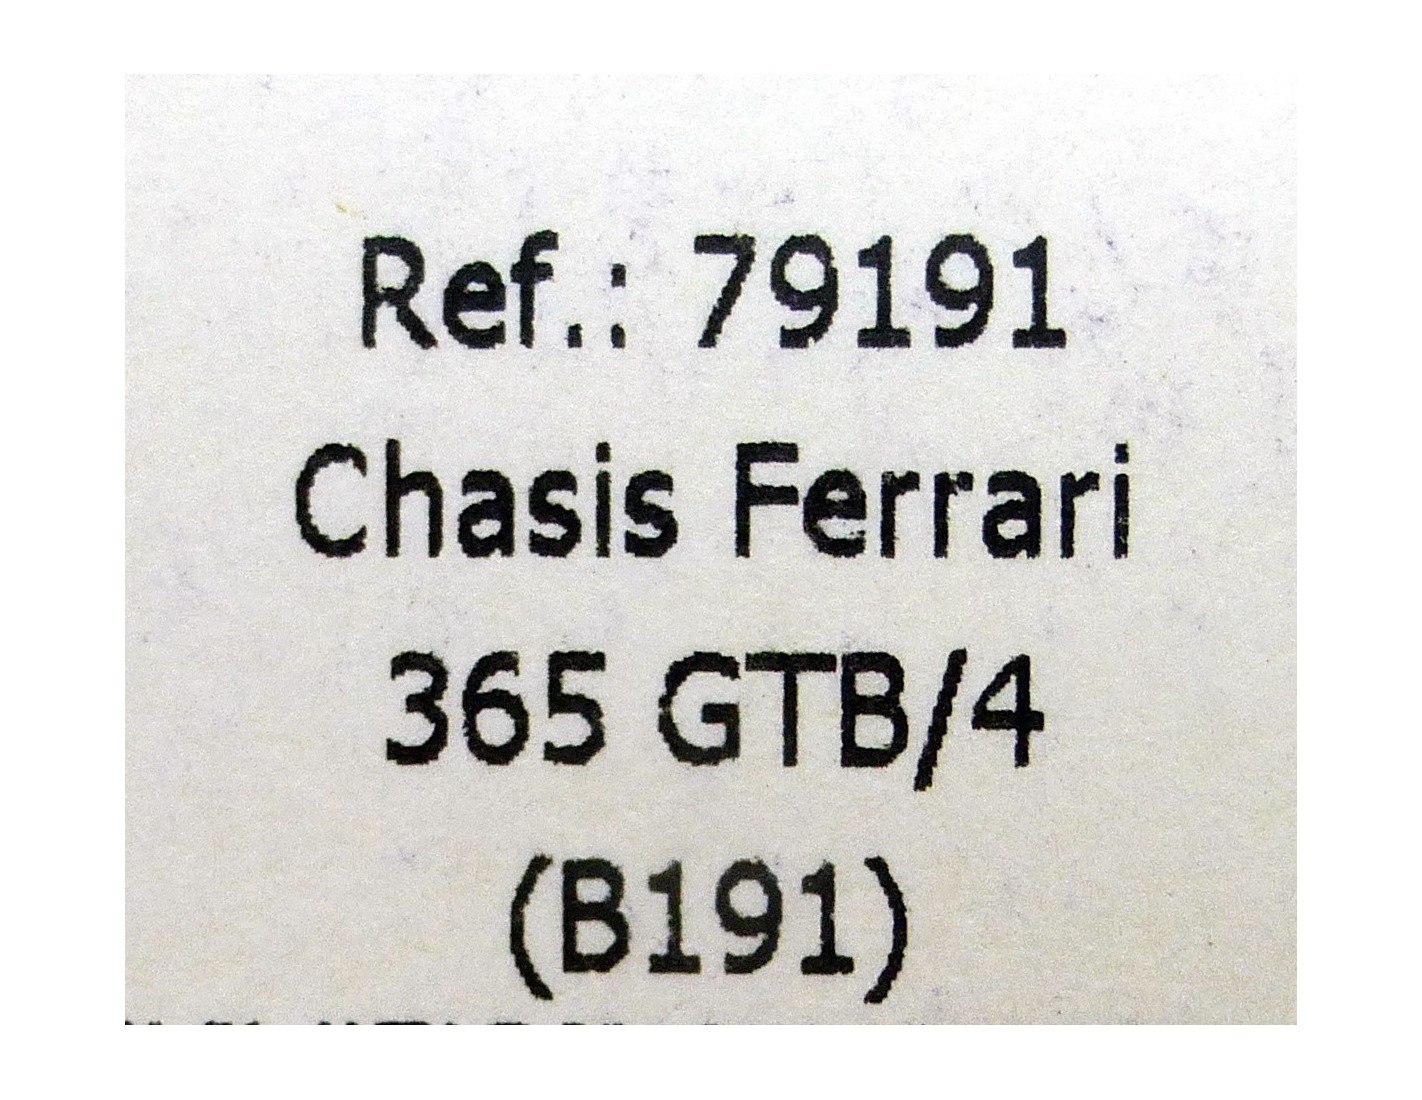 Ref.: 79191
Chasis Ferrari
365 GTB/4
(B191)